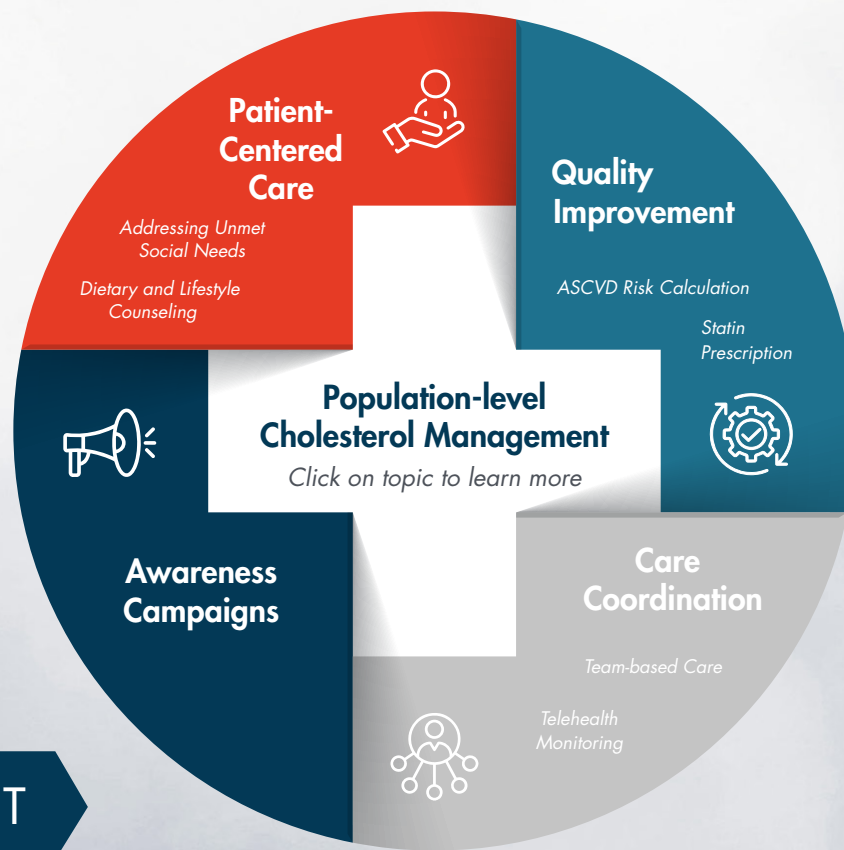 Patient-
Centered
Care
Addressing Unmet
Social Needs
Dietary and Lifestyle
Counseling
Quality
Improvement
ASCVD Risk Calculation
Statin
Prescription
Population-level
Cholesterol Management
Click on topic to learn more
Awareness
Campaigns
Care
Coordination
Team-based Care
Telehealth
Monitoring
T